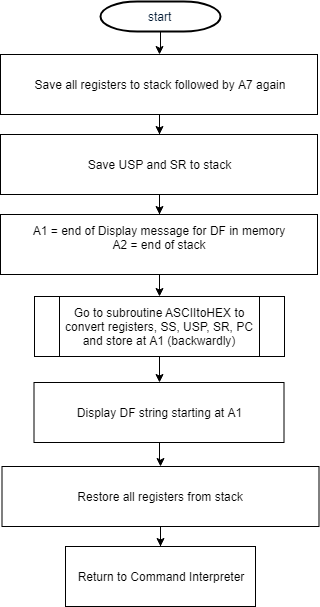 start
Save all registers to stack followed by A7 again
Save USP and SR to stack
A1 = end of Display message for DF in memory
A2 = end of stack
Go to subroutine ASCIItoHEX to
convert registers, SS, USP, SR, PC
and store at A1 (backwardly)
Display DF string starting at A1
Restore all registers from stack
Return to Command Interpreter